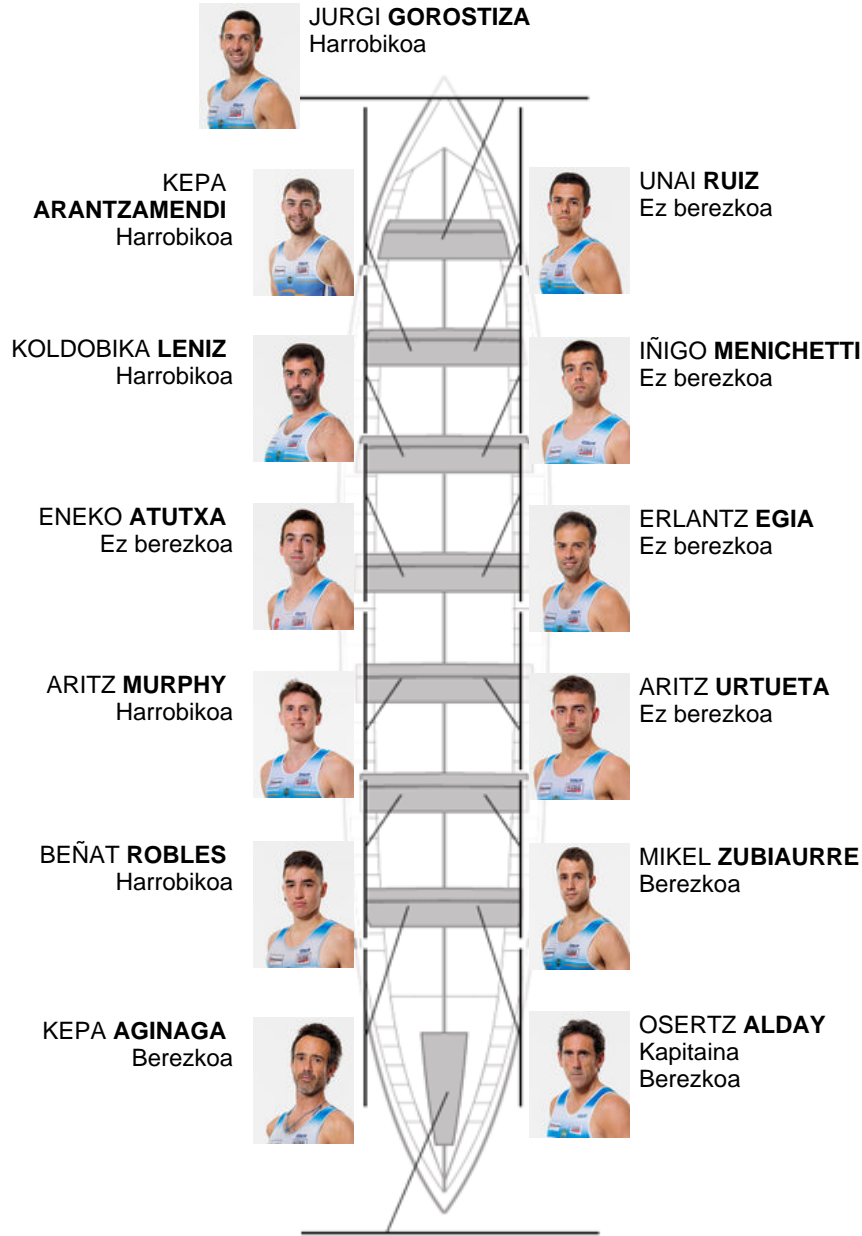 JURGI GOROSTIZA
Harrobikoa
KEPA
ARANTZAMENDI
Harrobikoa
UNAI RUIZ
Ez berezkoa
KOLDOBIKA LENIZ
Harrobikoa
IÑIGO MENICHETTI
Ez berezkoa
ENEKO ATUTXA
Ez berezkoa
ERLANTZ EGIA
Ez berezkoa
ARITZ MURPHY
Harrobikoa
ARITZ URTUETA
Ez berezkoa
BEÑAT ROBLES
Harrobikoa
MIKEL ZUBIAURRE
Berezkoa
KEPA AGINAGA
Berezkoa
OSERTZ ALDAY
Kapitaina
Berezkoa